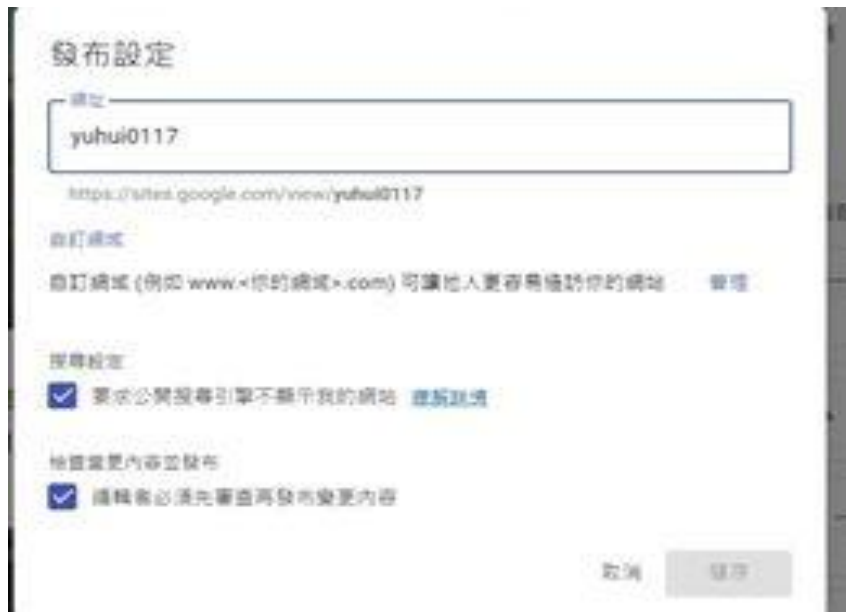 發布設定
網址
yuhui0117
https://sites.google.com/view/yuhui0117
自訂網域
自訂網域 (例如 www.<你的網域>.com) 可讓他人更容易造訪你的網站 管理
搜尋設定
要求公開搜尋引擎不顯示我的網站 瞭解詳情
檢查變更內容並發布
編輯者必須先審查再發布變更內容
取消 儲存